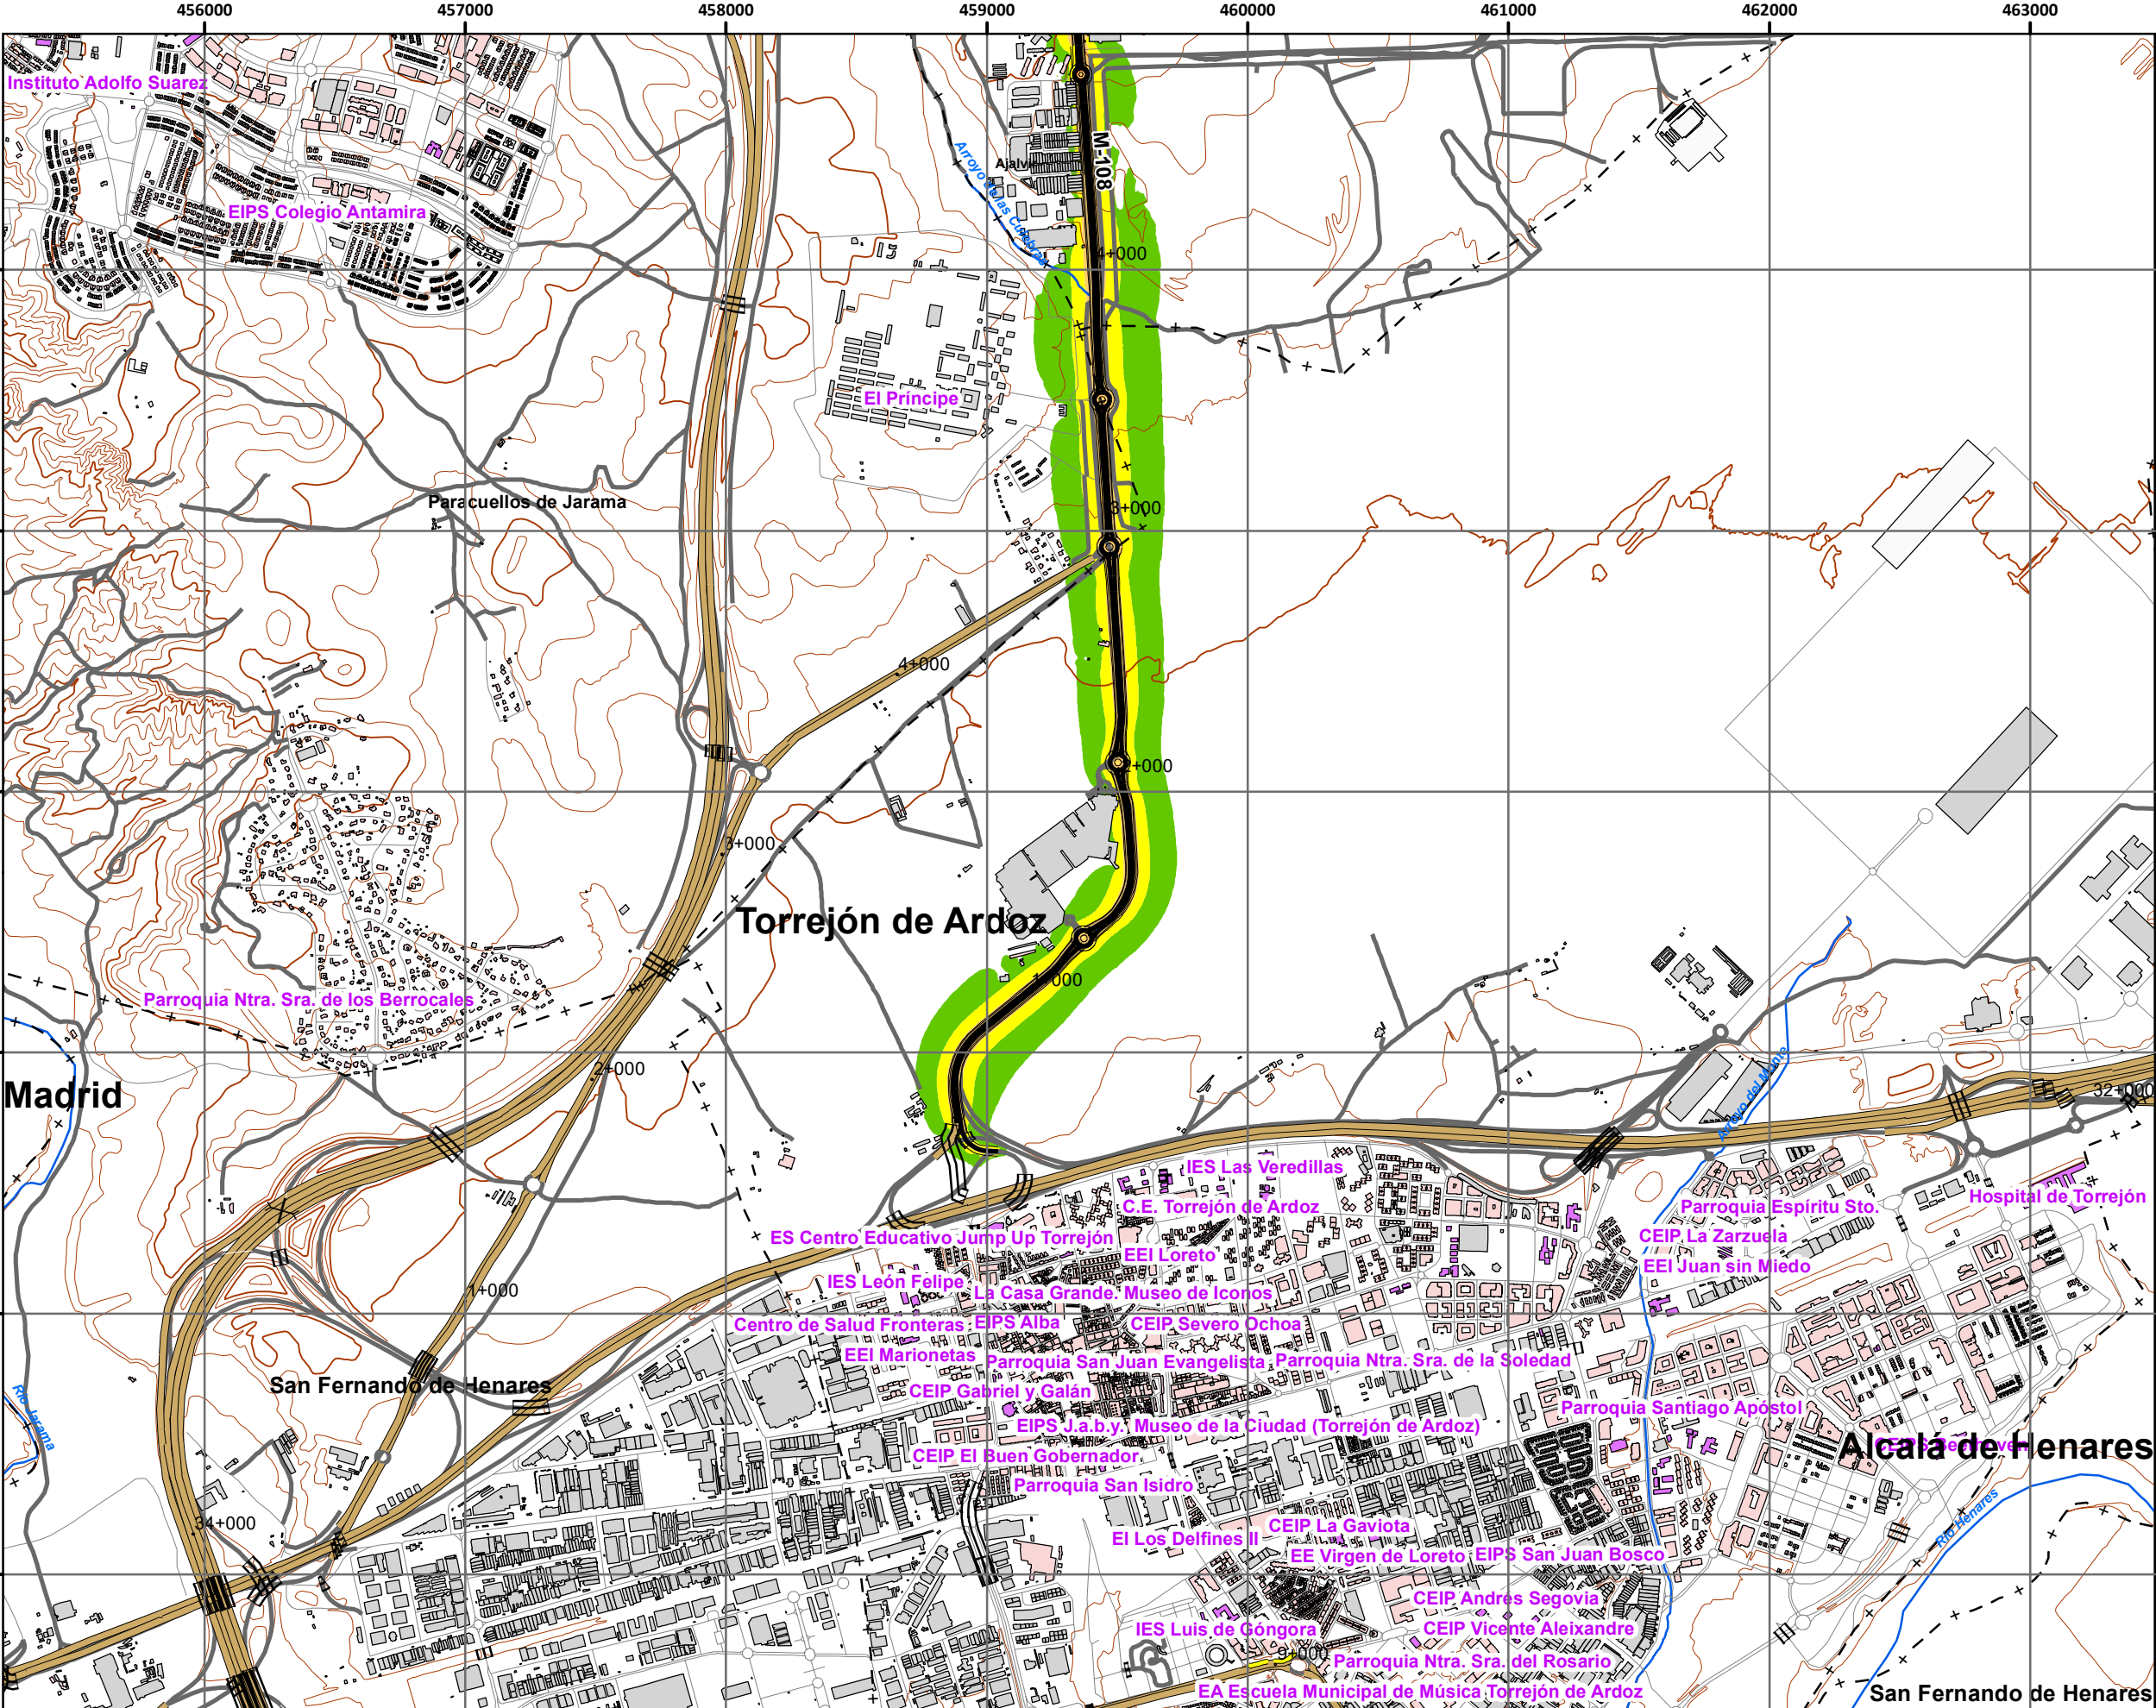 456000 457000 458000 459000 460000 461000 462000 463000
Instituto Adolfo Suarez
M-108
Arroyo de las Culebras
EIPS Colegio Antamira
4+000
El Príncipe
Paracuellos de Jarama
3+000
4+000
2+000
3+000
Torrejón de Ardoz
1+000
Parroquia Ntra. Sra. de los Berrocales
2+000
Madrid
32+000
Arroyo del Monte
IES Las Veredillas
Hospital de Torrejón
C.E. Torrejón de Ardoz
Parroquia Espíritu Sto.
ES Centro Educativo Jump Up Torrejón
CEIP La Zarzuela
EEI Loreto
EEI Juan sin Miedo
IES León Felipe
1+000
La Casa Grande. Museo de Iconos
Centro de Salud Fronteras
EIPS Alba
CEIP Severo Ochoa
EEI Marionetas
Parroquia San Juan Evangelista
Parroquia Ntra. Sra. de la Soledad
San Fernando de Henares
CEIP Gabriel y Galán
Río Jarama
Parroquia Santiago Apóstol
EIPS J.a.b.y.
Museo de la Ciudad (Torrejón de Ardoz)
Alcalá de Henares
CEIP El Buen Gobernador
Parroquia San Isidro
34+000
Río Henares
CEIP La Gaviota
EI Los Delfines II
EE Virgen de Loreto
EIPS San Juan Bosco
CEIP Andres Segovia
IES Luis de Góngora
CEIP Vicente Aleixandre
9+000
Parroquia Ntra. Sra. del Rosario
EA Escuela Municipal de Música Torrejón de Ardoz
San Fernando de Henares